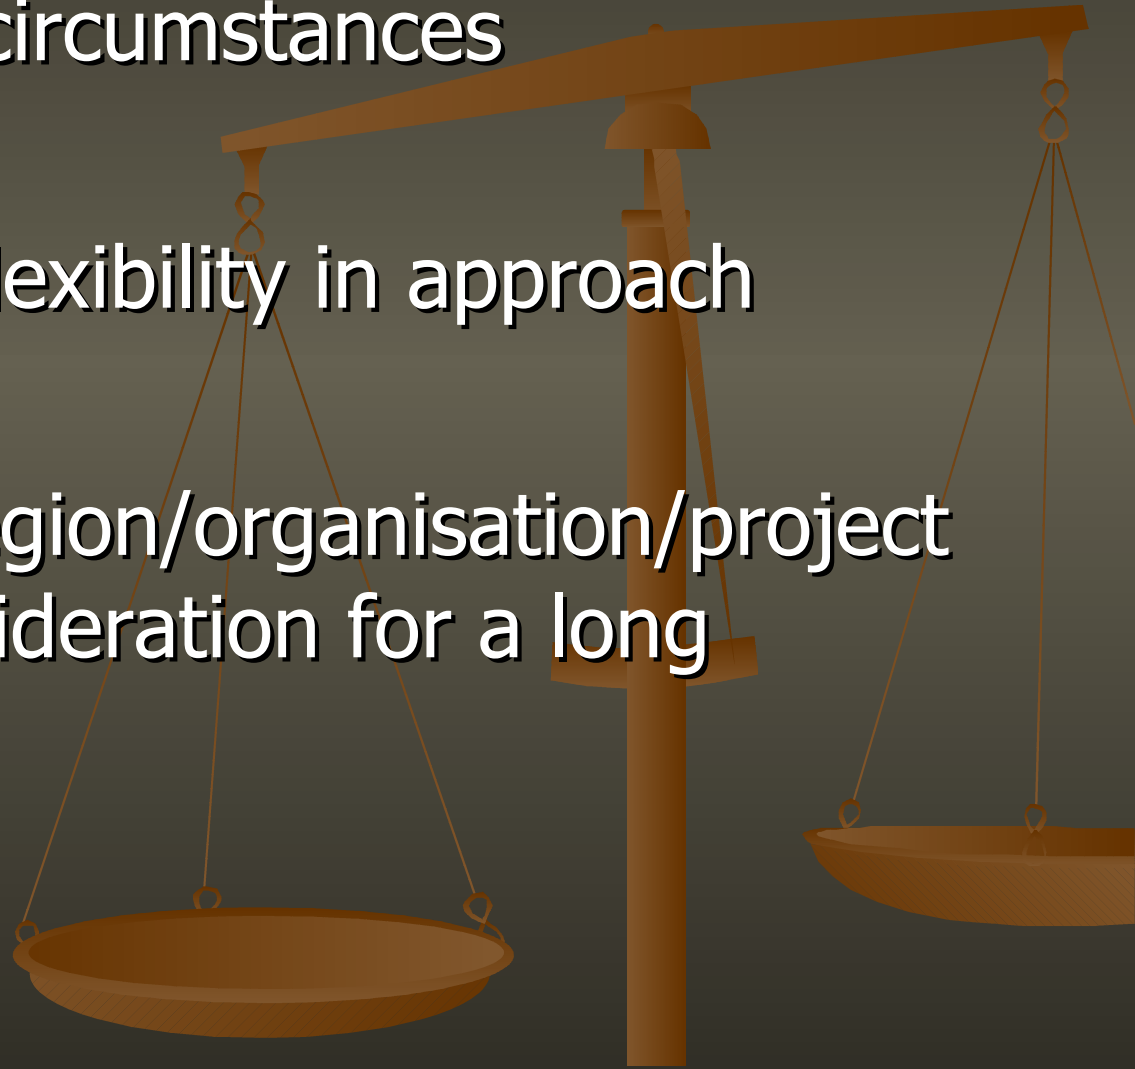 circumstances
lexibility in approach
gion/organisation/project
ideration for a long